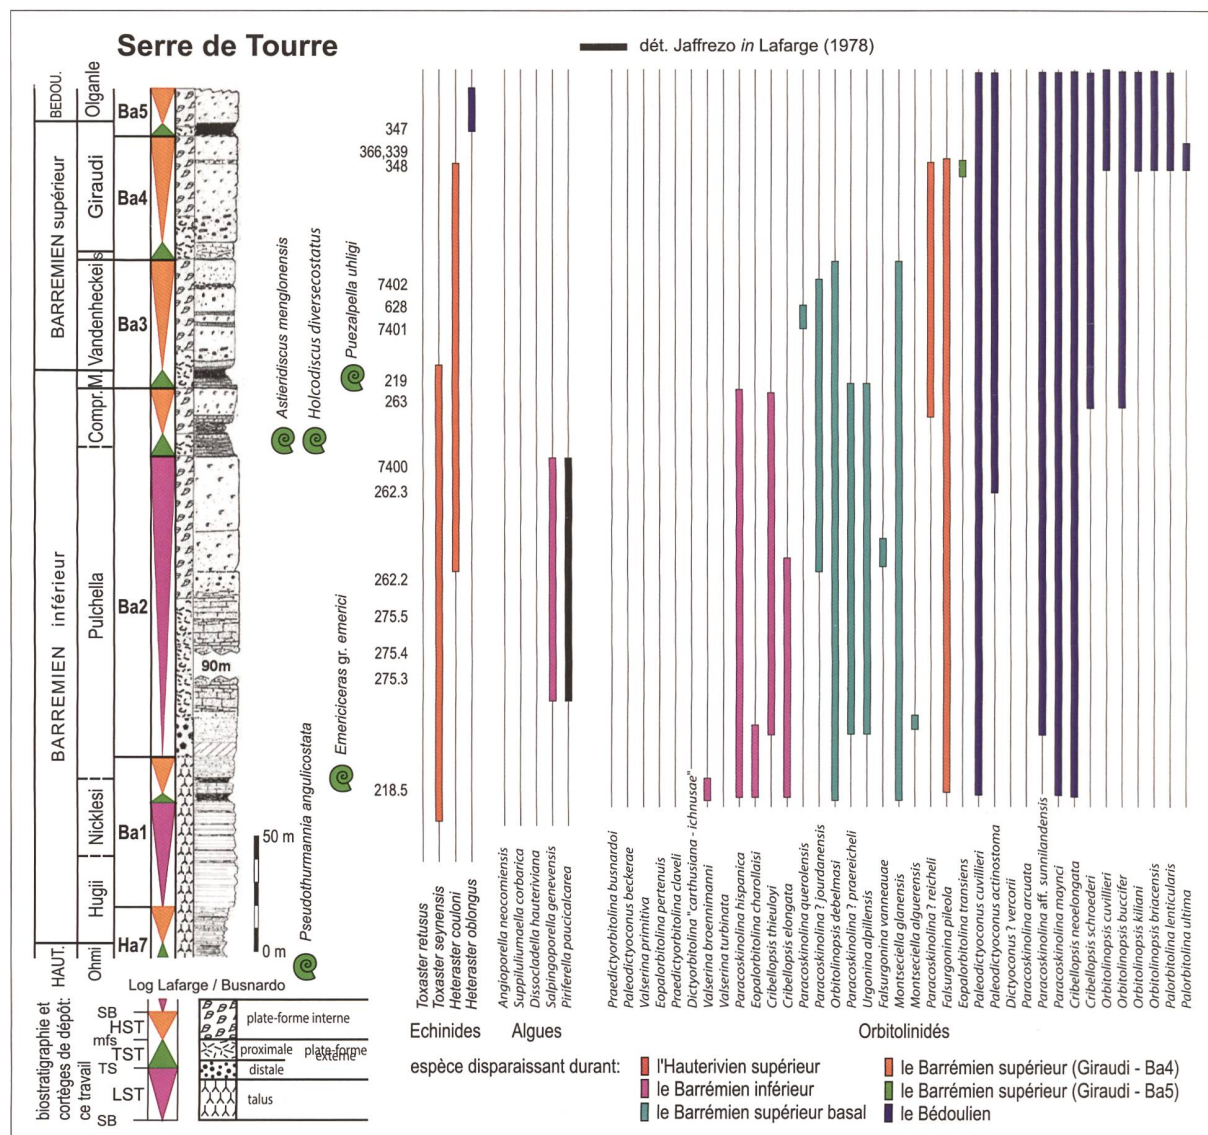 Serre de Tourre
dét. Jaffrezo in Lafarge (1978)
BEDOU.
BARREMIEN supérieur
BARREMIEN inférieur
HAUT.
Olganle
Giraudi
Vandenheckei
s
M.
Compr.
Pulchella
Nicklesi
Hugii
Ohmi
Ba5
Ba4
Ba3
Ba2
Ba1
Ha7
90m
50 m
0 m
Astieridiscus menglonensis
Holcodiscus diversecostatus
Puezalpella uhligi
Emericiceras gr. emerici
Pseudothurmannia angulicostata
347
366,339
348
7402
628
7401
219
263
7400
262.3
262.2
275.5
275.4
275.3
218.5
Toxaster retusus
Toxaster seynensis
Heteraster couloni
Heteraster oblongus
Angioporella neocomiensis
Suppiluliumaella corbarica
Dissocladella hauteriviana
Salpingoporella genevensis
Piriferella paucicalcarea
Praedictyorbitolina busnardoi
Paleodictyoconus beckerae
Valserina primitiva
Eopalorbitolina pertenuis
Praedictyorbitolina claveli
Dictyorbitolina "carthusiana - ichnusae"
Valserina broennimanni
Valserina turbinata
Paracoskinolina hispanica
Eopalorbitolina charollaisi
Cribellopsis thieuloyi
Cribellopsis elongata
Paracoskinolina querolensis
Paracoskinolina ? jourdanensis
Orbitolinopsis debelmasi
Paracoskinolina ? praereicheli
Urgonina alpillensis
Falsurgonina vanneauae
Montseciella glanensis
Montseciella alguerensis
Paracoskinolina ? reicheli
Falsurgonina pileola
Eopalorbitolina transiens
Paleodictyoconus cuvillieri
Paleodictyoconus actinostoma
Dictyoconus ? vercorii
Paracoskinolina arcuata
Paracoskinolina aff. sunnilandensis
Paracoskinolina maynci
Cribellopsis neoelongata
Cribellopsis schroederi
Orbitolinopsis cuvillieri
Orbitolinopsis buccifer
Orbitolinopsis kiliani
Orbitolinopsis briacensis
Palorbitolina lenticularis
Palorbitolina ultima
Echinides
Algues
Orbitolinidés
Log Lafarge / Busnardo
biostratigraphie et
cortèges de dépôt:
ce travail
SB
HST
mfs
TST
TS
LST
SB
plate-forme interne
proximale
plate-forme
externe
distale
talus
espèce disparaissant durant:
l'Hauterivien supérieur
le Barrémien inférieur
le Barrémien supérieur basal
le Barrémien supérieur (Giraudi - Ba4)
le Barrémien supérieur (Giraudi - Ba5)
le Bédoulien